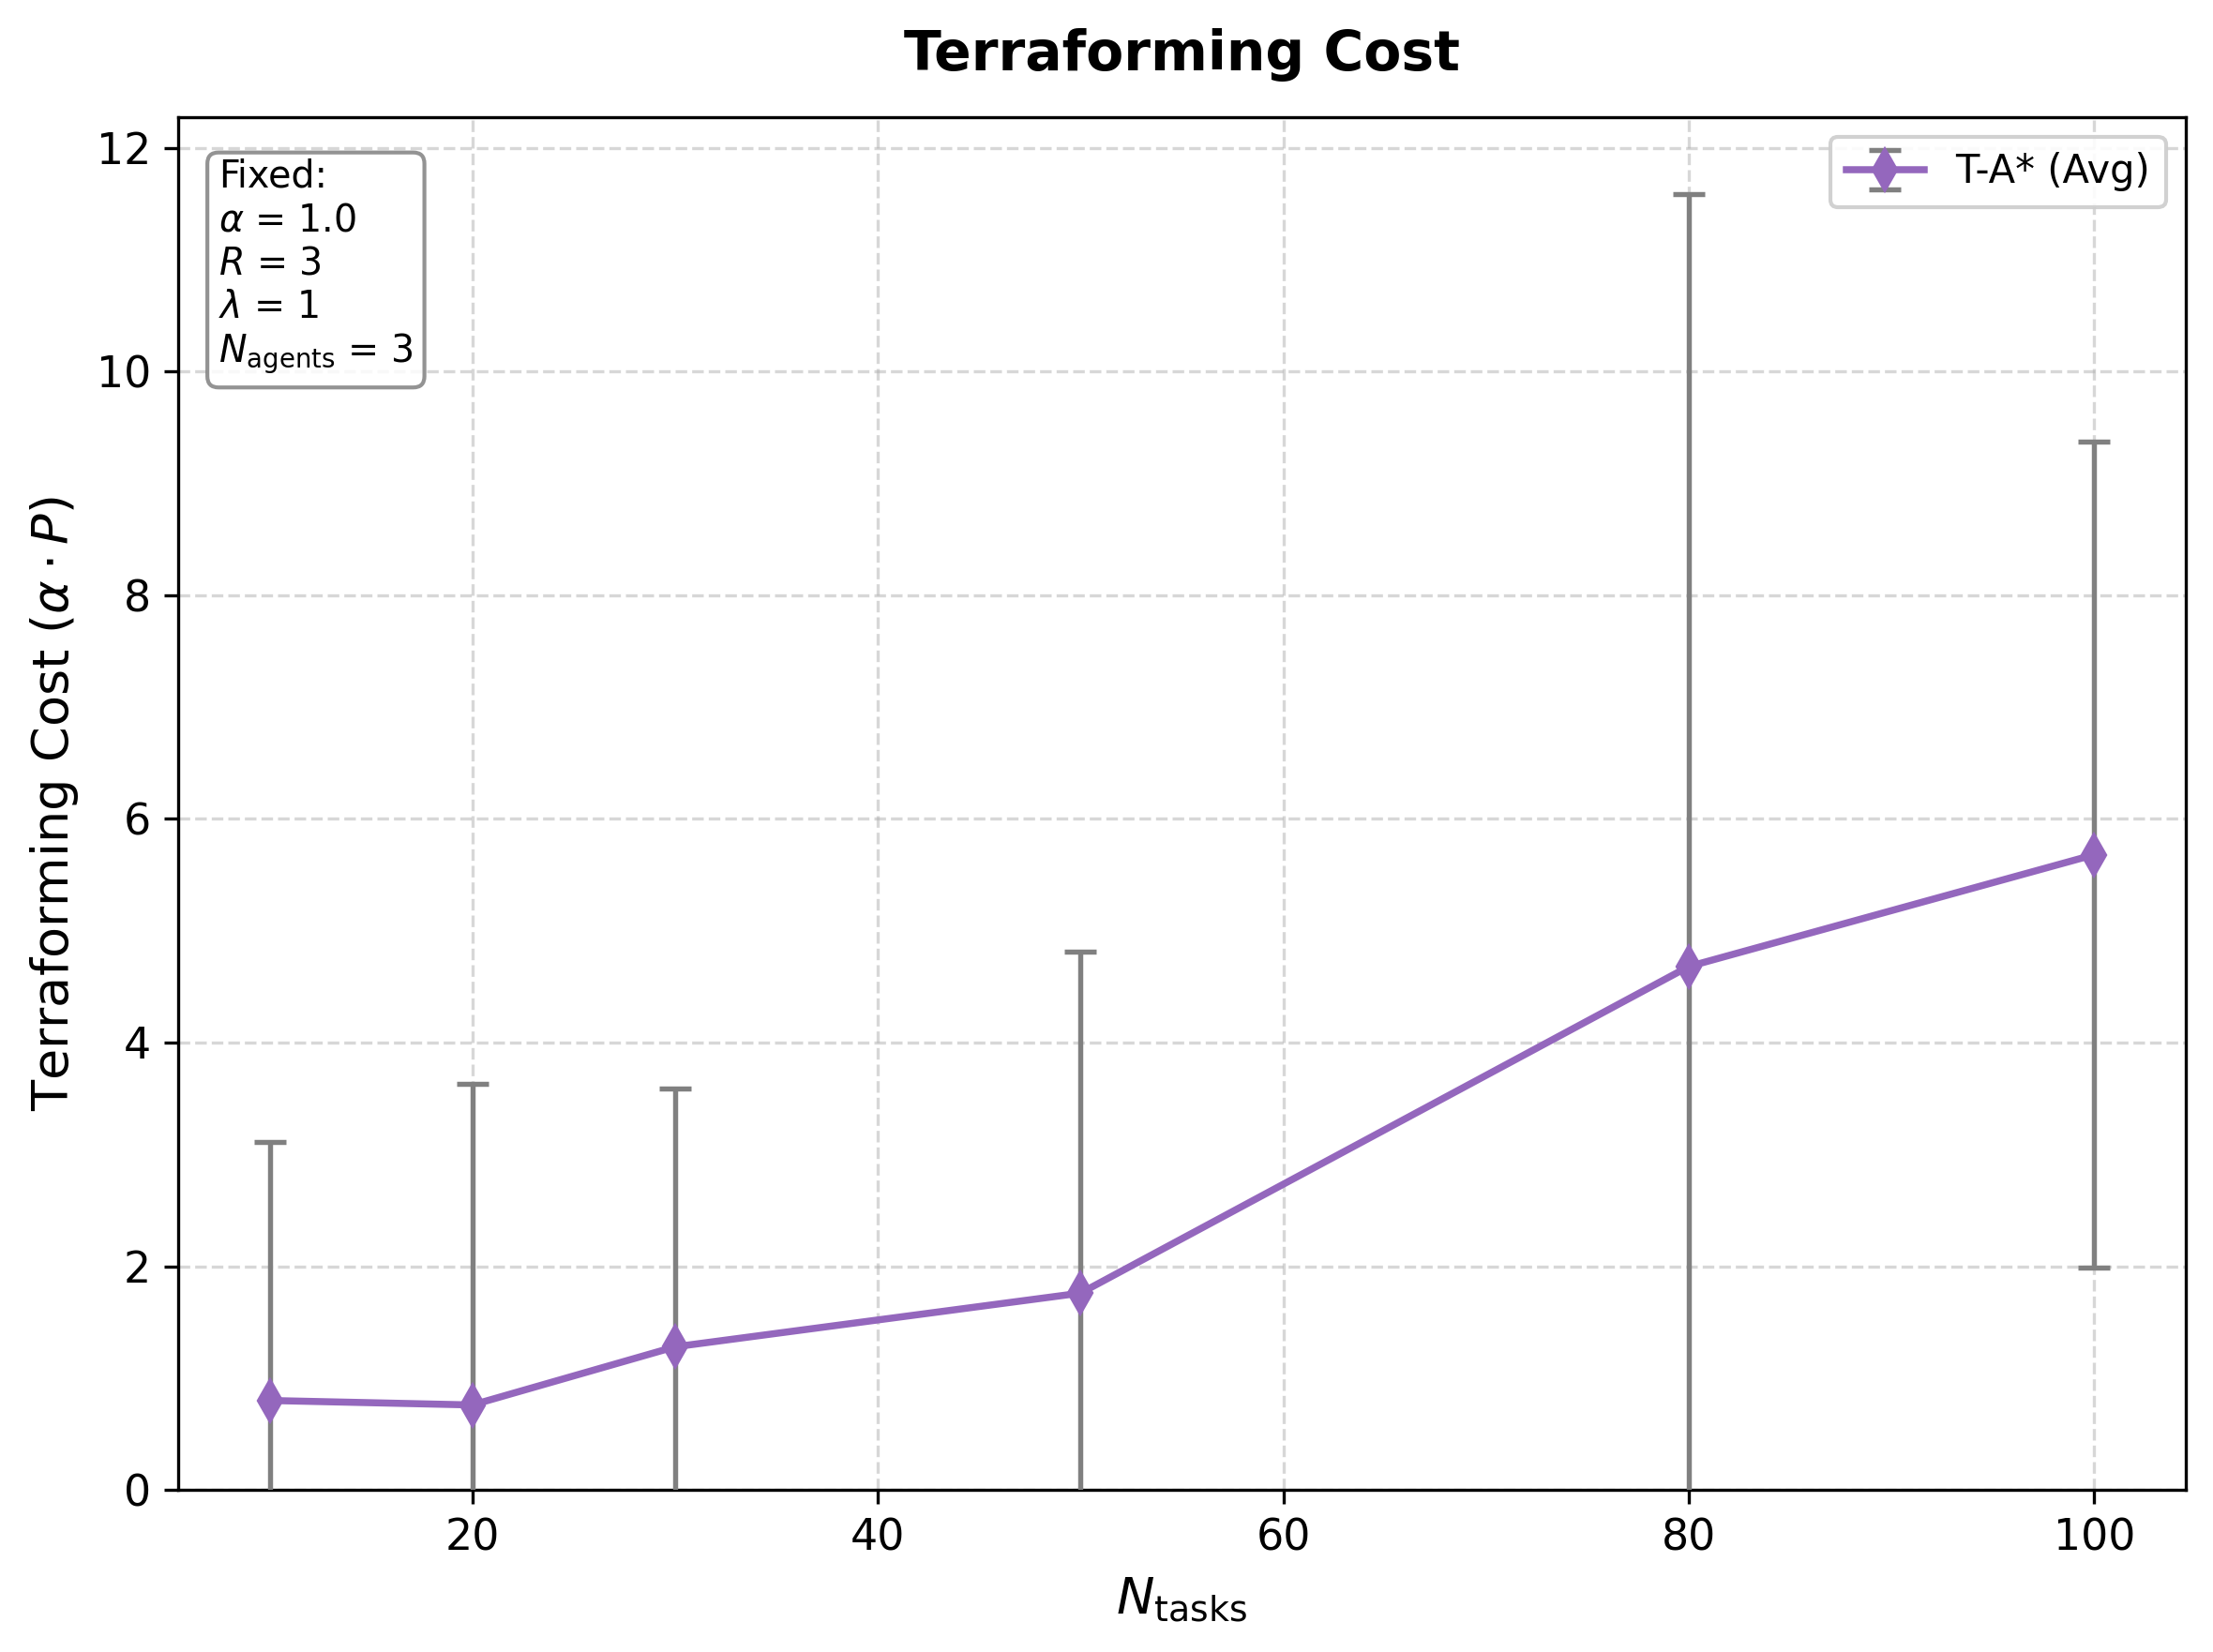 Terraforming Cost
Fixed:
α = 1.0
R = 3
λ = 1
N_agents = 3
T-A* (Avg)
Terraforming Cost (α · P)
12
10
8
6
4
2
0
20 40 60 80 100
N_tasks